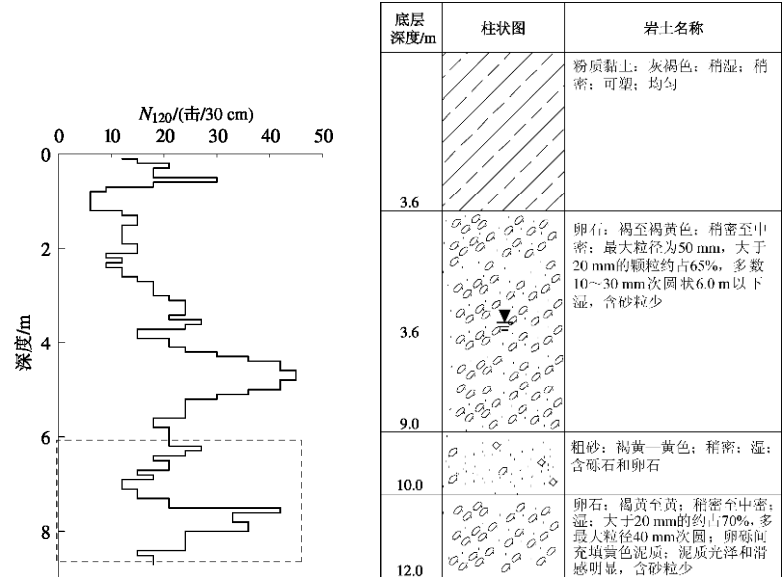 N120/(击/30 cm)
0 10 20 30 40 50
0
2
4
6
8
深度/m
底层
深度/m
柱状图
岩土名称
3.6
粉质黏土；灰褐色；稍湿；稍
密；可塑；均匀
3.6
9.0
卵石；褐至褐黄色；稍密至中
密；最大粒径为50 mm，大于
20 mm的颗粒约占65%，多数
10～30 mm次圆状6.0 m以下
湿，含砂粒少
10.0
粗砂；褐黄—黄色；稍密；湿；
含砾石和卵石
12.0
卵石；褐黄至黄；稍密至中密；
湿；大于20 mm的约占70%，多
最大粒径40 mm次圆；卵砾间
充填黄色泥质；泥质光泽和滑
感明显，含砂粒少